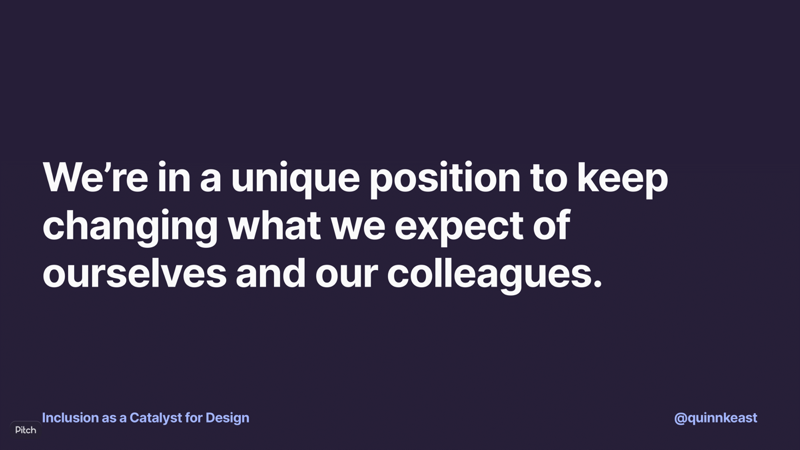 We’re in a unique position to keep
changing what we expect of
ourselves and our colleagues.
Inclusion as a Catalyst for Design
@quinnkeast
Pitch